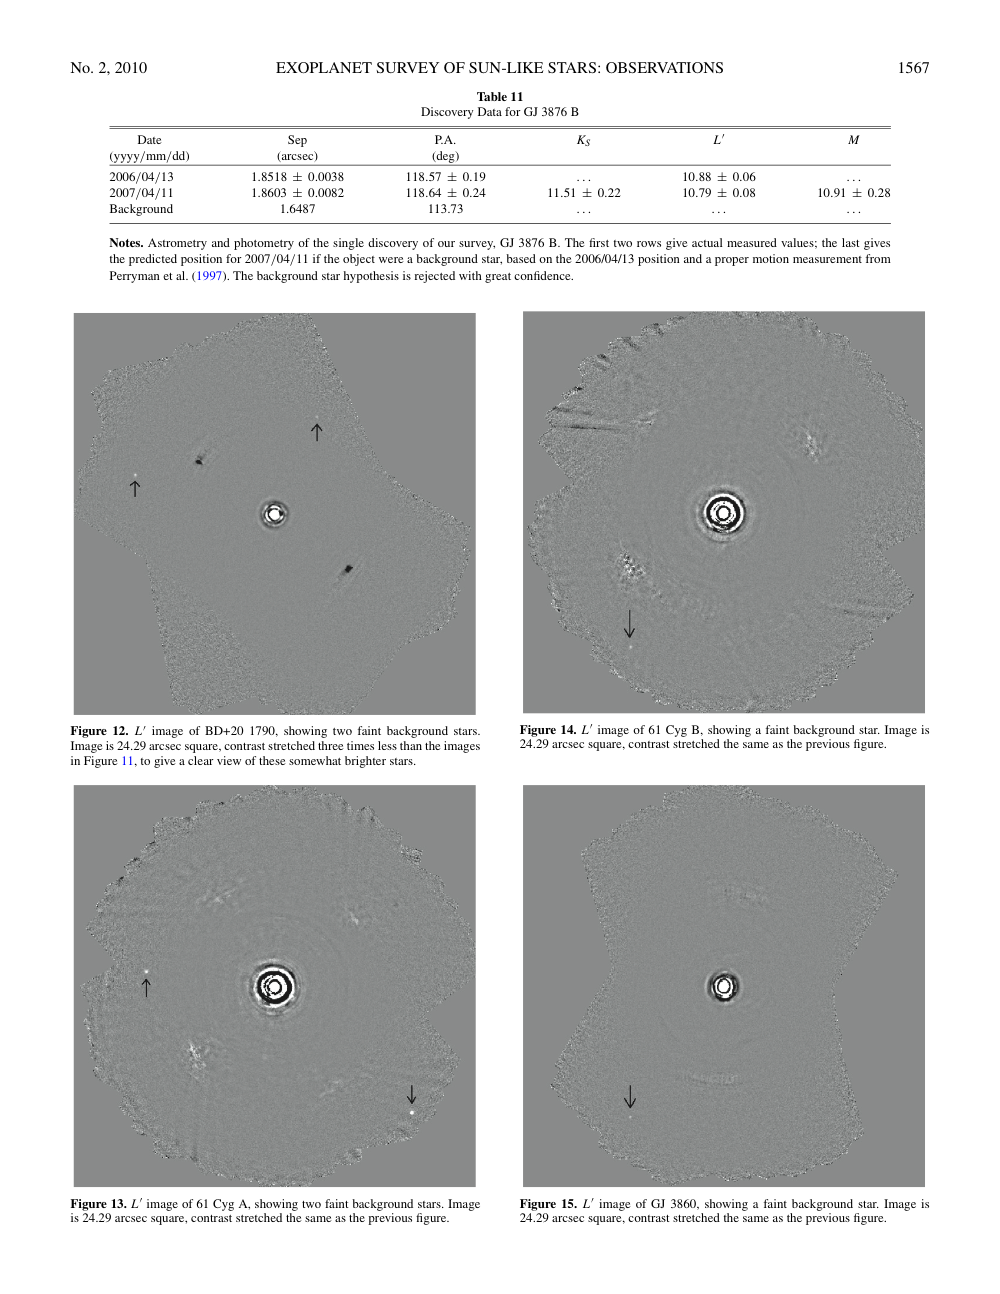 No. 2, 2010 EXOPLANET SURVEY OF SUN-LIKE STARS: OBSERVATIONS 1567
Table 11
Discovery Data for GJ 3876 B
Date Sep P.A. K_S L′ M
(yyyy/mm/dd) (arcsec) (deg)
2006/04/13 1.8518 ± 0.0038 118.57 ± 0.19 ... 10.88 ± 0.06 ...
2007/04/11 1.8603 ± 0.0082 118.64 ± 0.24 11.51 ± 0.22 10.79 ± 0.08 10.91 ± 0.28
Background 1.6487 113.73 ... ... ...
Notes. Astrometry and photometry of the single discovery of our survey, GJ 3876 B. The first two rows give actual measured values; the last gives
the predicted position for 2007/04/11 if the object were a background star, based on the 2006/04/13 position and a proper motion measurement from
Perryman et al. (1997). The background star hypothesis is rejected with great confidence.
Figure 12. L′ image of BD+20 1790, showing two faint background stars.
Image is 24.29 arcsec square, contrast stretched three times less than the images
in Figure 11, to give a clear view of these somewhat brighter stars.
Figure 13. L′ image of 61 Cyg A, showing two faint background stars. Image
is 24.29 arcsec square, contrast stretched the same as the previous figure.
Figure 14. L′ image of 61 Cyg B, showing a faint background star. Image is
24.29 arcsec square, contrast stretched the same as the previous figure.
Figure 15. L′ image of GJ 3860, showing a faint background star. Image is
24.29 arcsec square, contrast stretched the same as the previous figure.